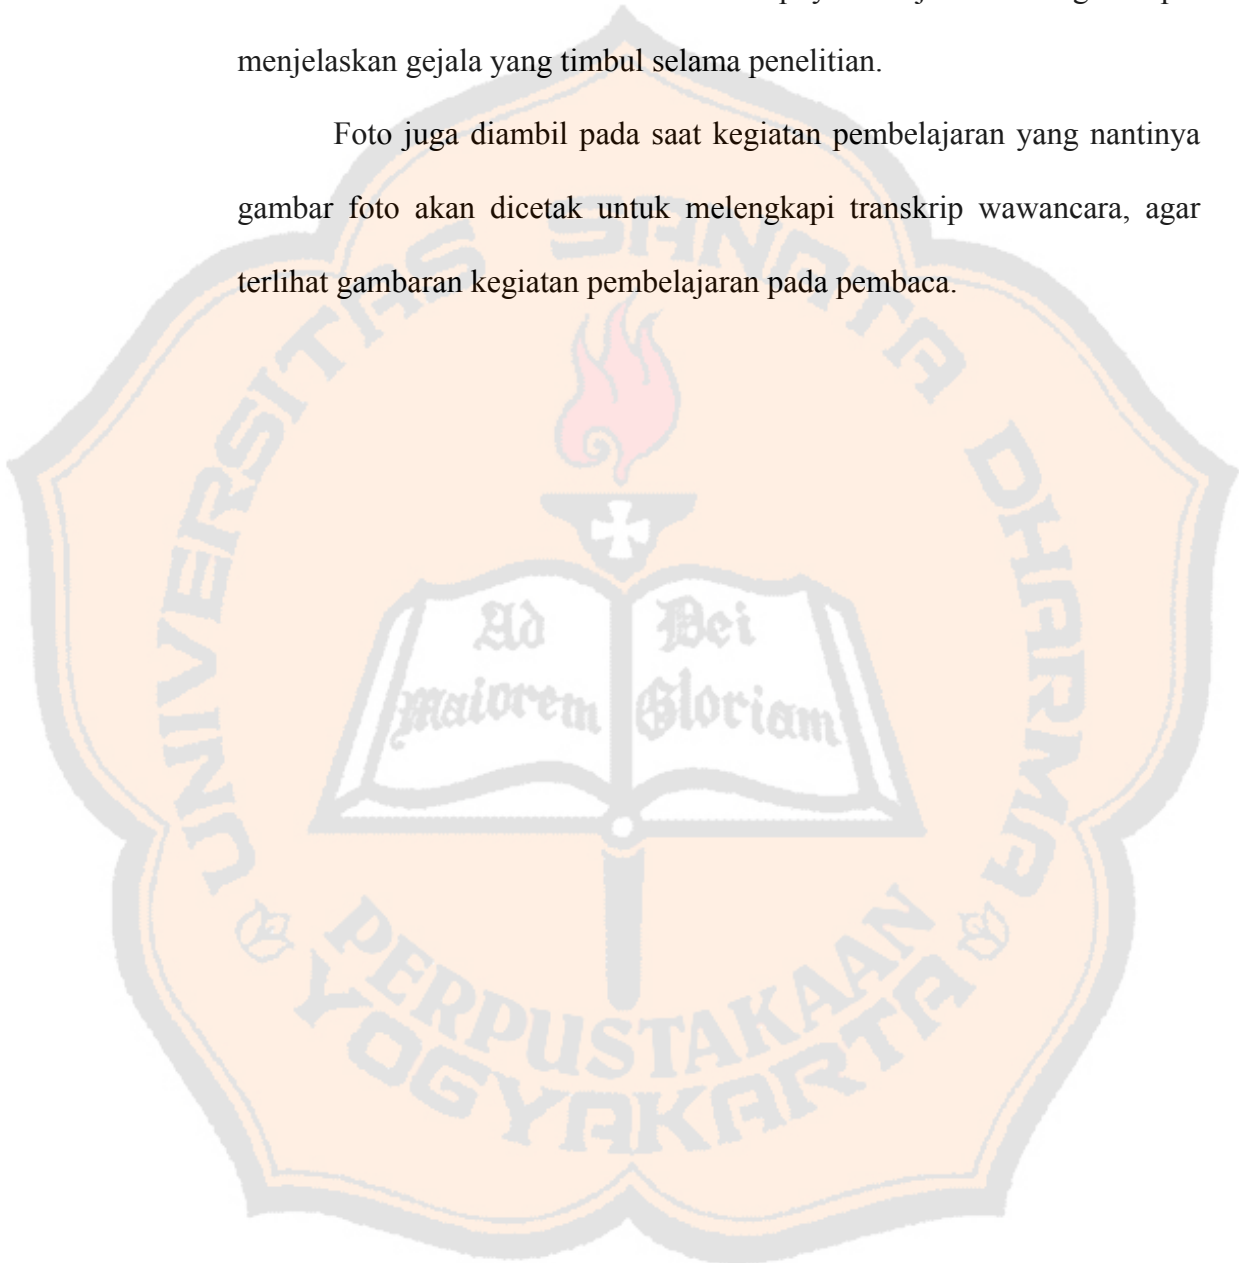 menjelaskan gejala yang timbul selama penelitian.
Foto juga diambil pada saat kegiatan pembelajaran yang nantinya
gambar foto akan dicetak untuk melengkapi transkrip wawancara, agar
terlihat gambaran kegiatan pembelajaran pada pembaca.
UNIVERSITAS SANATA DHARMA
Ad Dei
maiorem Gloriam
PERPUSTAKAAN
YOGYAKARTA